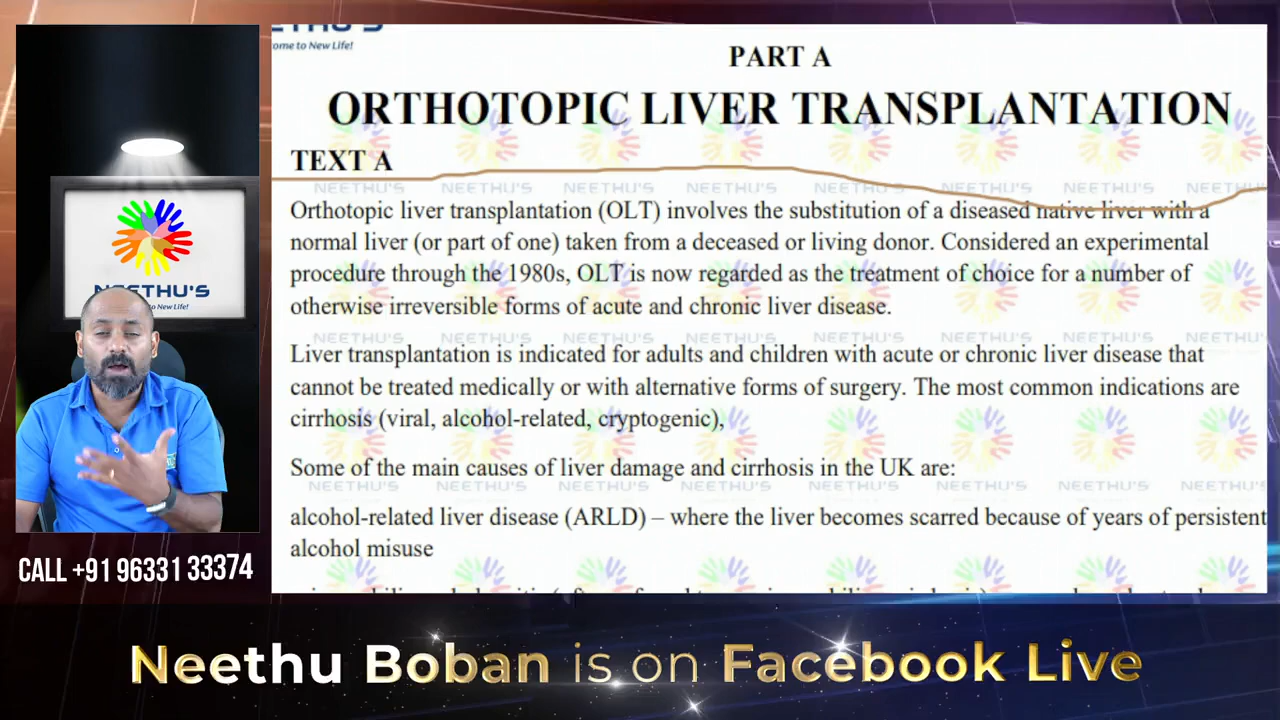 NEETHU'S
ome to New Life!
PART A
ORTHOTOPIC LIVER TRANSPLANTATION
TEXT A
Orthotopic liver transplantation (OLT) involves the substitution of a diseased native liver with a
normal liver (or part of one) taken from a deceased or living donor. Considered an experimental
procedure through the 1980s, OLT is now regarded as the treatment of choice for a number of
otherwise irreversible forms of acute and chronic liver disease.
Liver transplantation is indicated for adults and children with acute or chronic liver disease that
cannot be treated medically or with alternative forms of surgery. The most common indications are
cirrhosis (viral, alcohol-related, cryptogenic),
Some of the main causes of liver damage and cirrhosis in the UK are:
alcohol-related liver disease (ARLD) – where the liver becomes scarred because of years of persistent
alcohol misuse
NEETHU'S
to New Life!
CALL +91 96331 33374
Neethu Boban is on Facebook Live